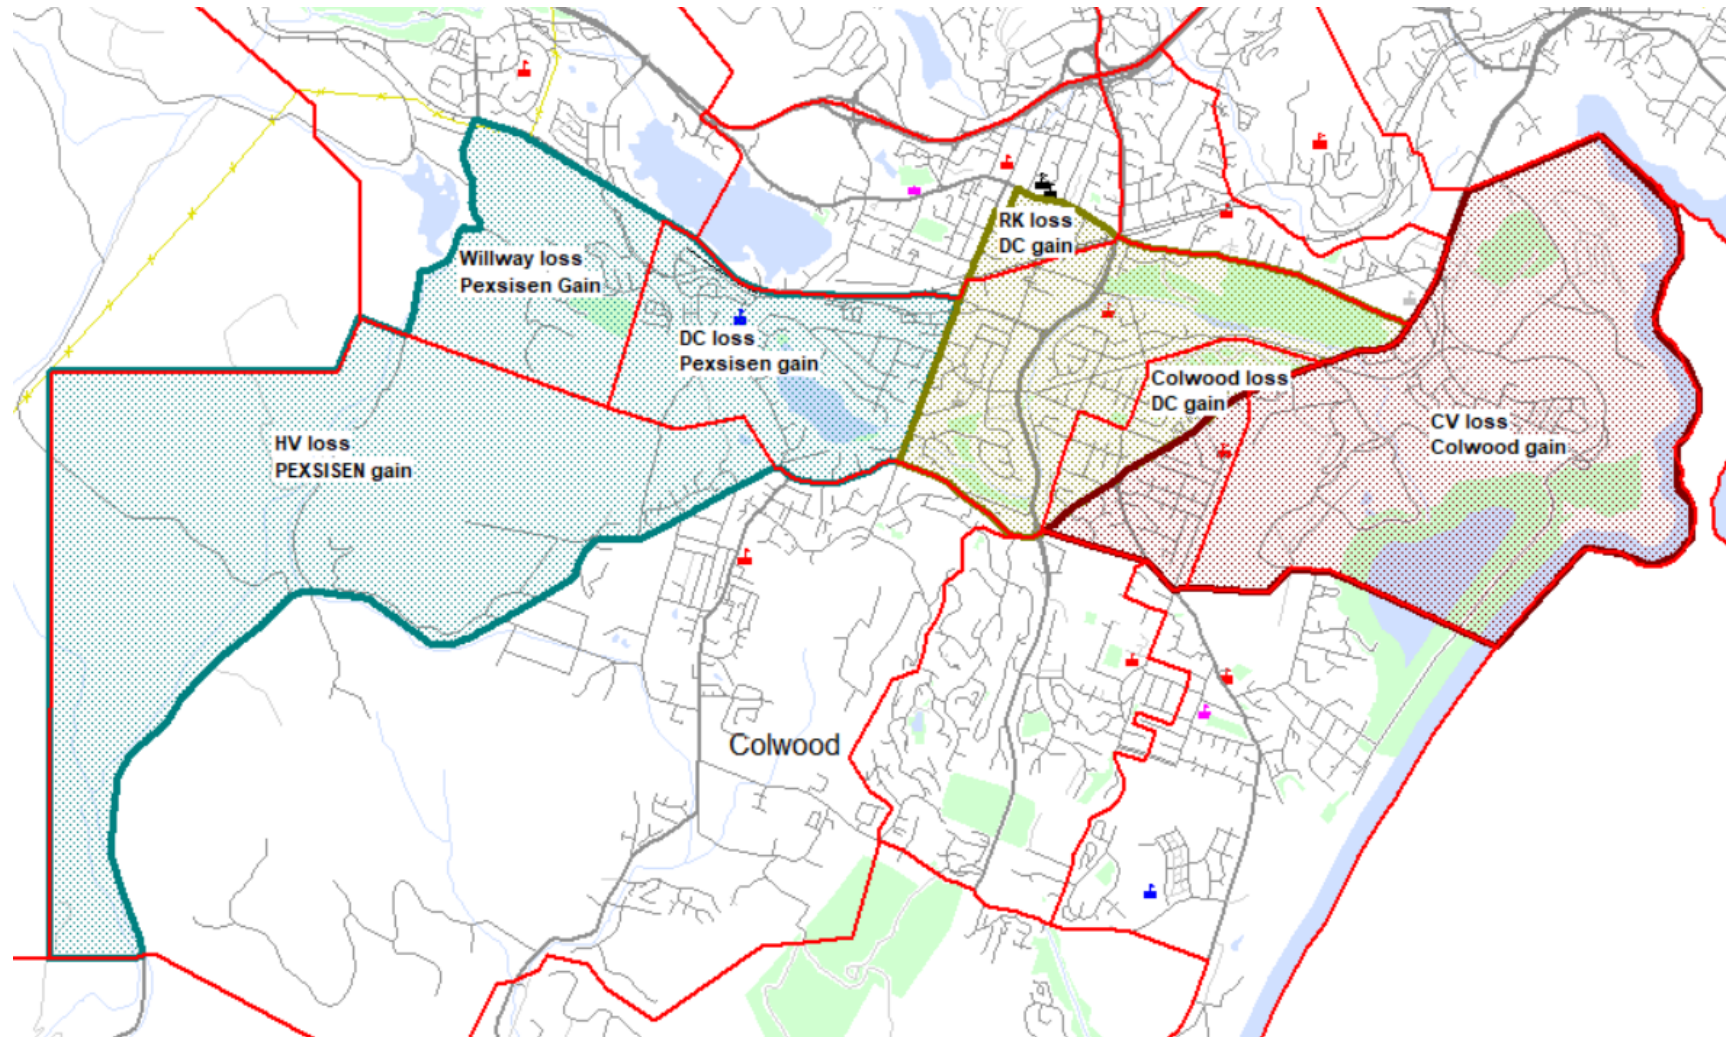 RK loss
DC gain
Willway loss
Pexsisen Gain
DC loss
Pexsisen gain
Colwood loss
DC gain
CV loss
Colwood gain
HV loss
PEXSISEN gain
Colwood